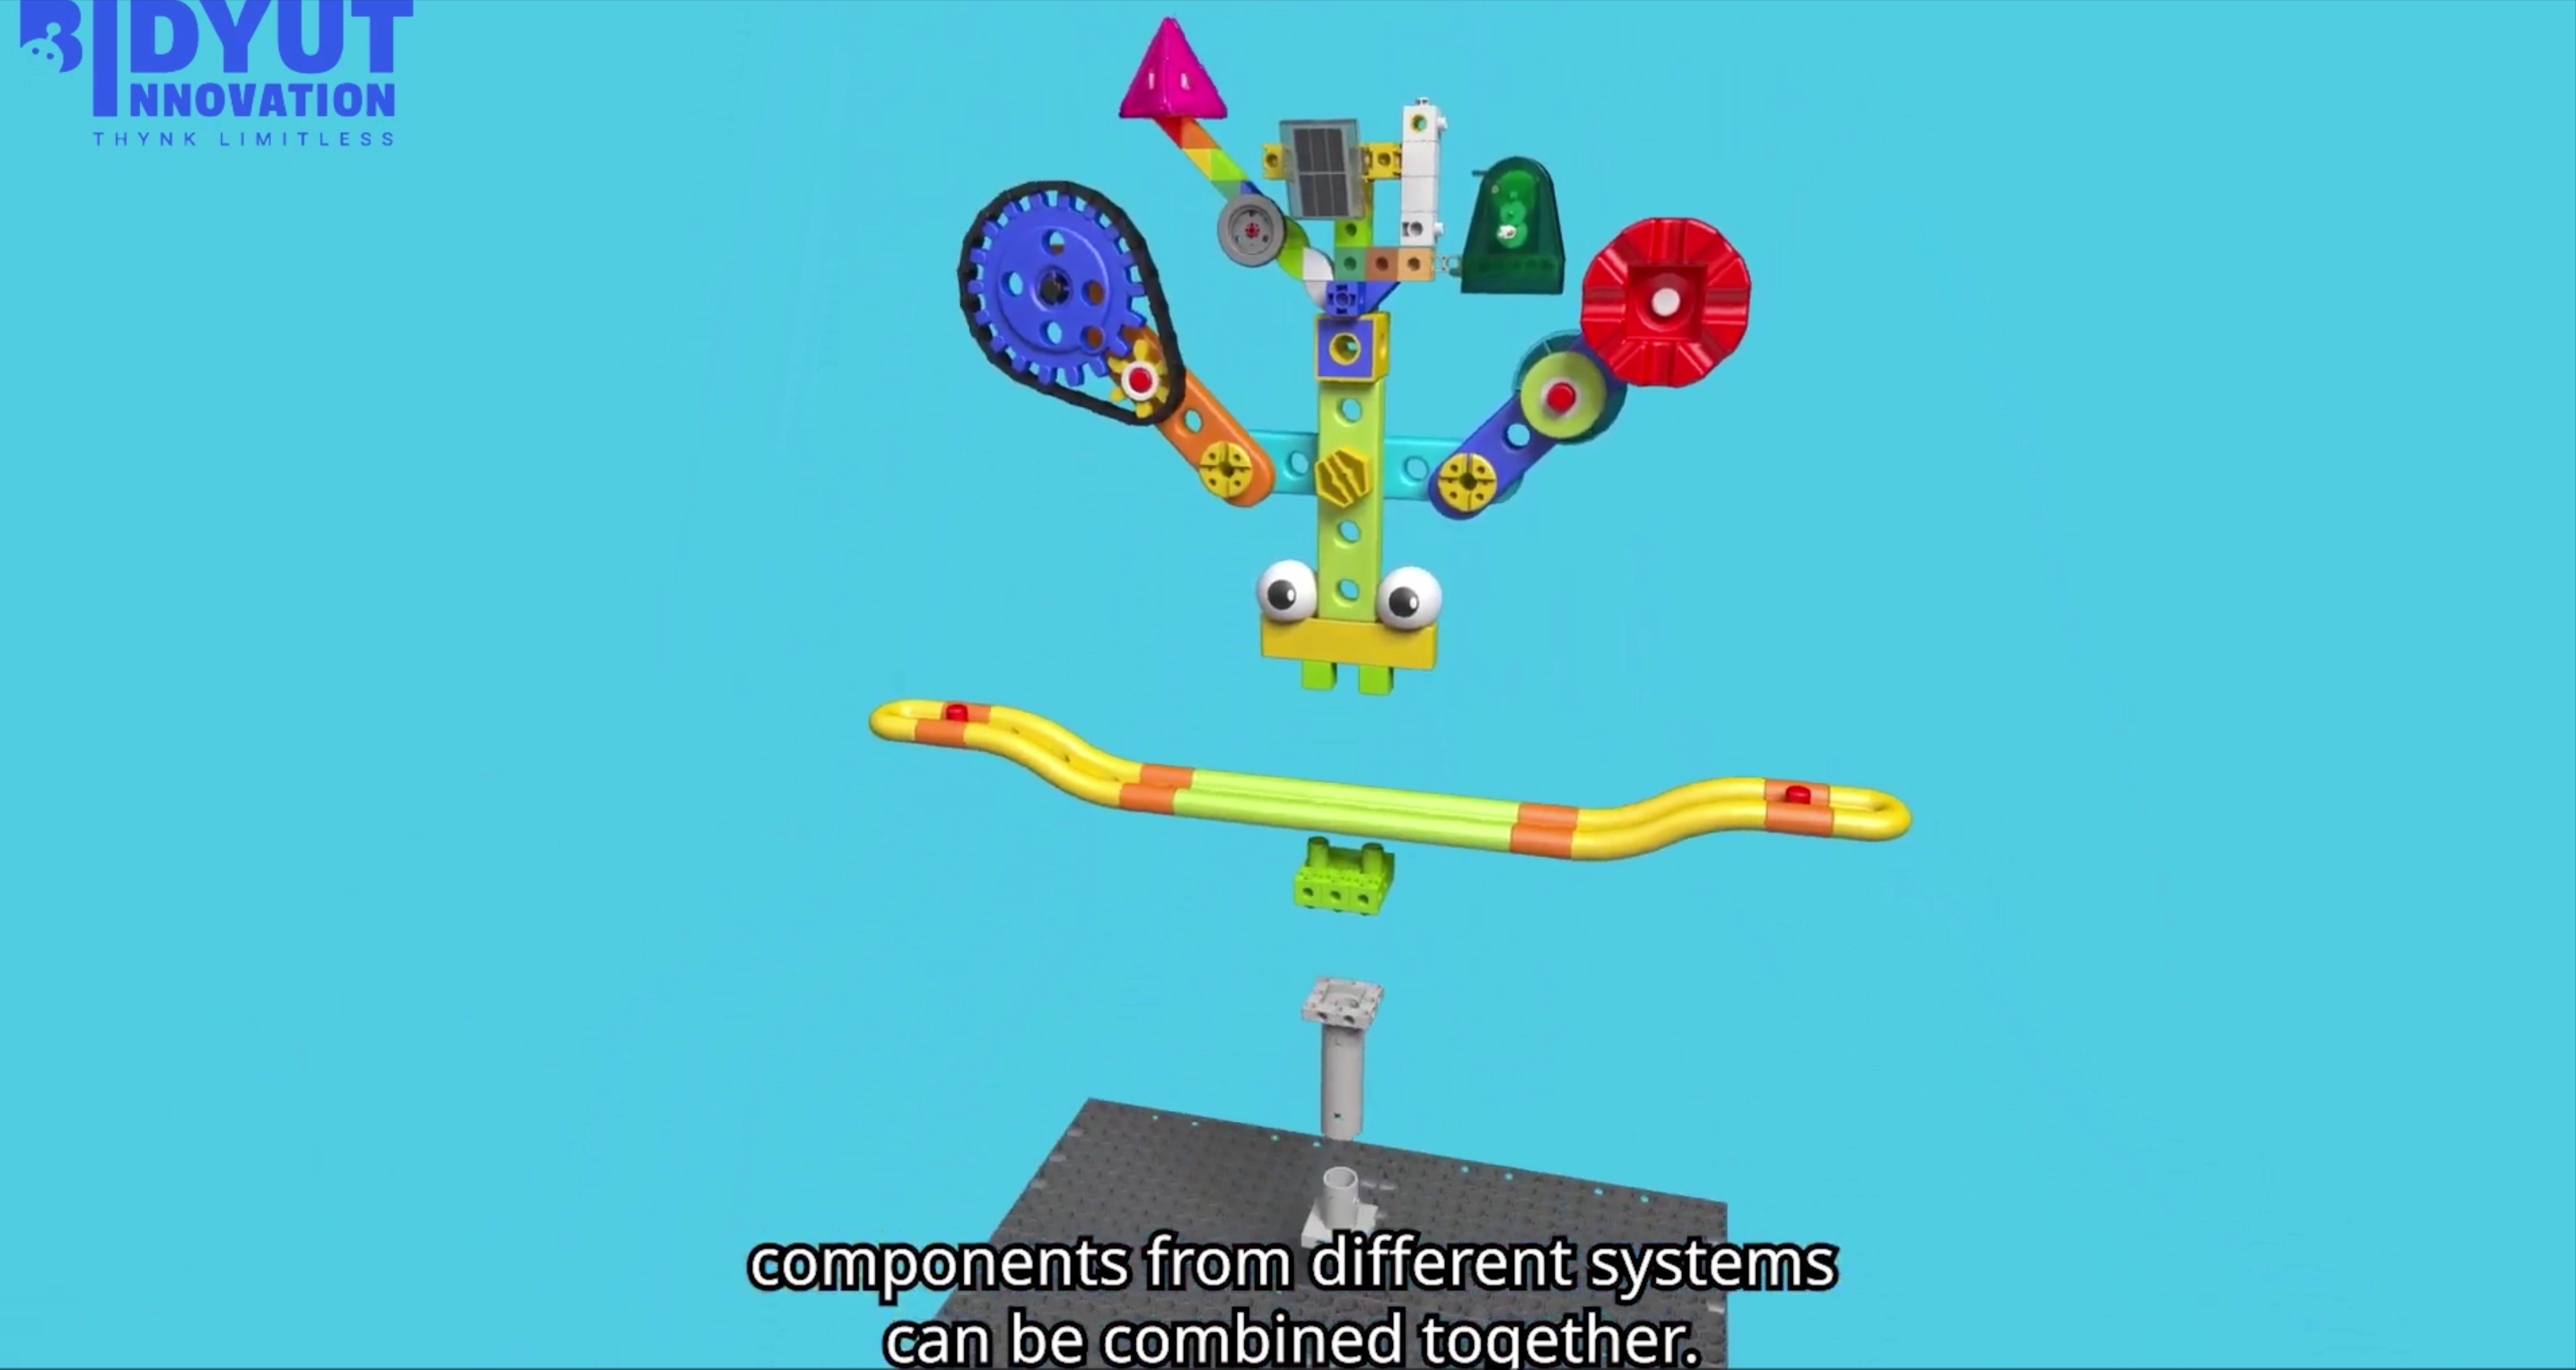 BIDYUT
INNOVATION
THYNK LIMITLESS
components from different systems
can be combined together.